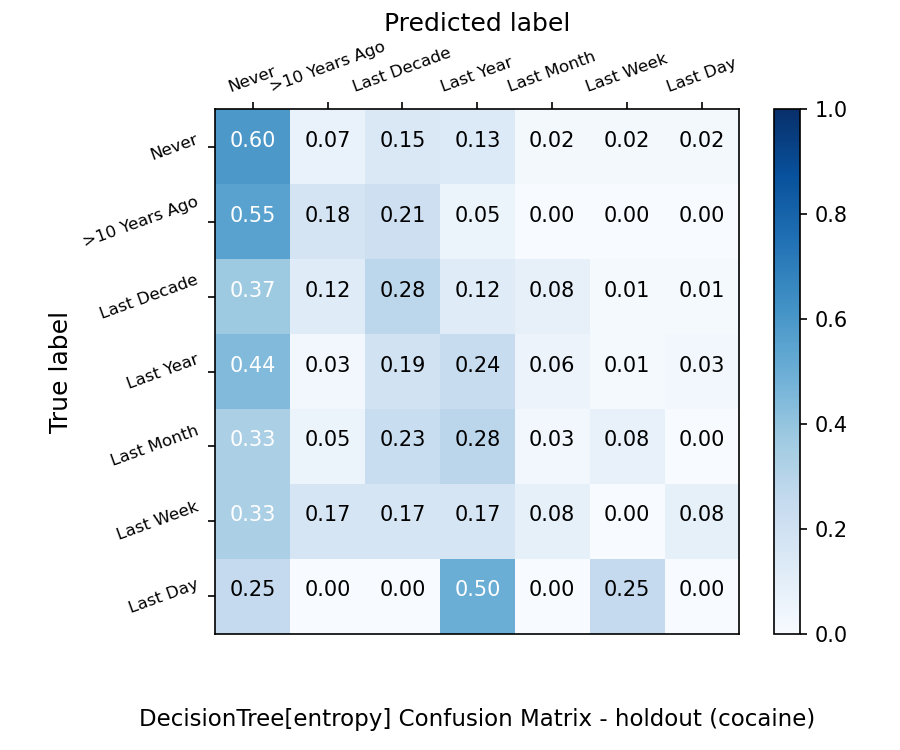 Predicted label
Never >10 Years Ago Last Decade Last Year Last Month Last Week Last Day
1.0
Never 0.60 0.07 0.15 0.13 0.02 0.02 0.02
0.8
>10 Years Ago 0.55 0.18 0.21 0.05 0.00 0.00 0.00
Last Decade 0.37 0.12 0.28 0.12 0.08 0.01 0.01
0.6
True label
Last Year 0.44 0.03 0.19 0.24 0.06 0.01 0.03
0.4
Last Month 0.33 0.05 0.23 0.28 0.03 0.08 0.00
Last Week 0.33 0.17 0.17 0.17 0.08 0.00 0.08
0.2
Last Day 0.25 0.00 0.00 0.50 0.00 0.25 0.00
0.0
DecisionTree[entropy] Confusion Matrix - holdout (cocaine)